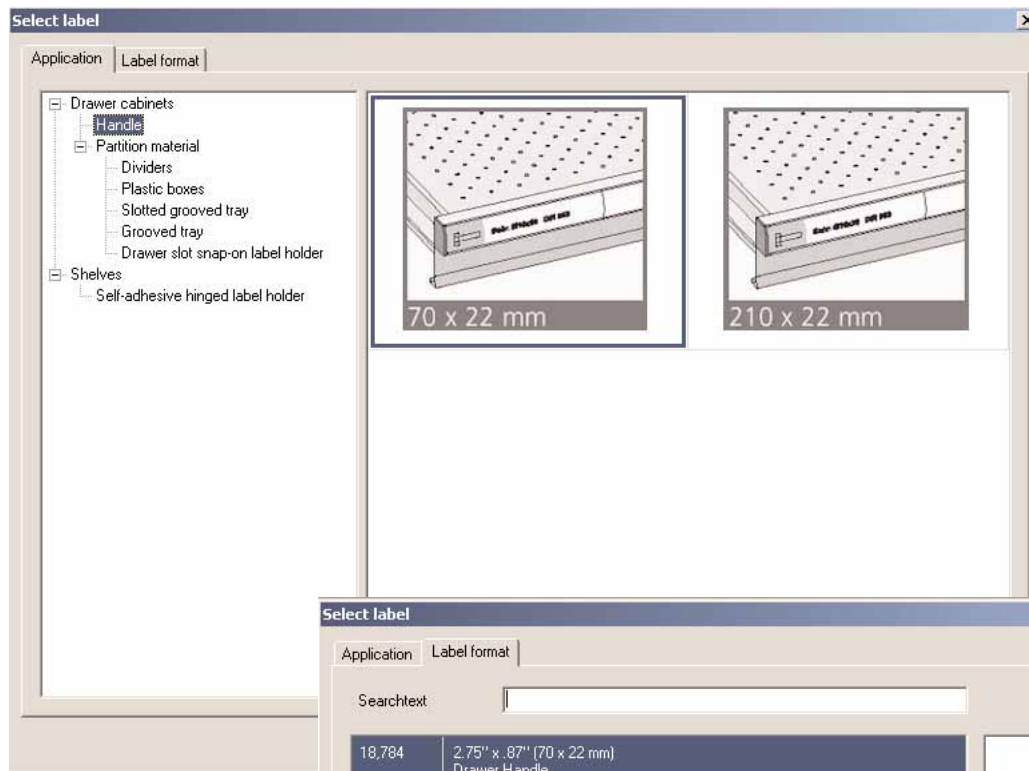 Select label
Application
Label format
Drawer cabinets
Handle
Partition material
Dividers
Plastic boxes
Slotted grooved tray
Grooved tray
Drawer slot snap-on label holder
Shelves
Self-adhesive hinged label holder
70 x 22 mm
210 x 22 mm
Select label
Application
Label format
Searchtext
18,784
2.75" x .87" (70 x 22 mm)
Drawer Handle